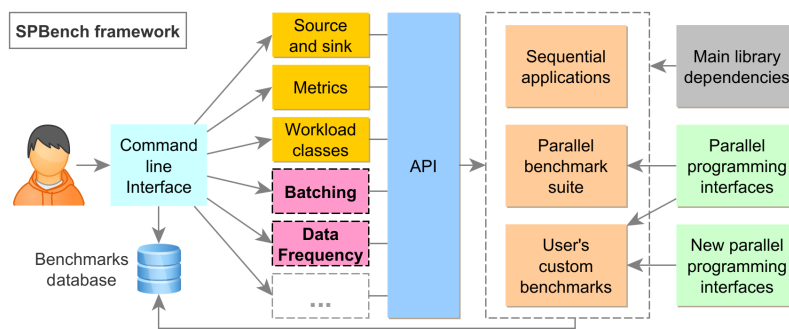 SPBench framework
Source
and sink
Metrics
Workload
classes
Batching
Data
Frequency
...
Command
line
Interface
Benchmarks
database
API
Sequential
applications
Parallel
benchmark
suite
User's
custom
benchmarks
Main library
dependencies
Parallel
programming
interfaces
New parallel
programming
interfaces